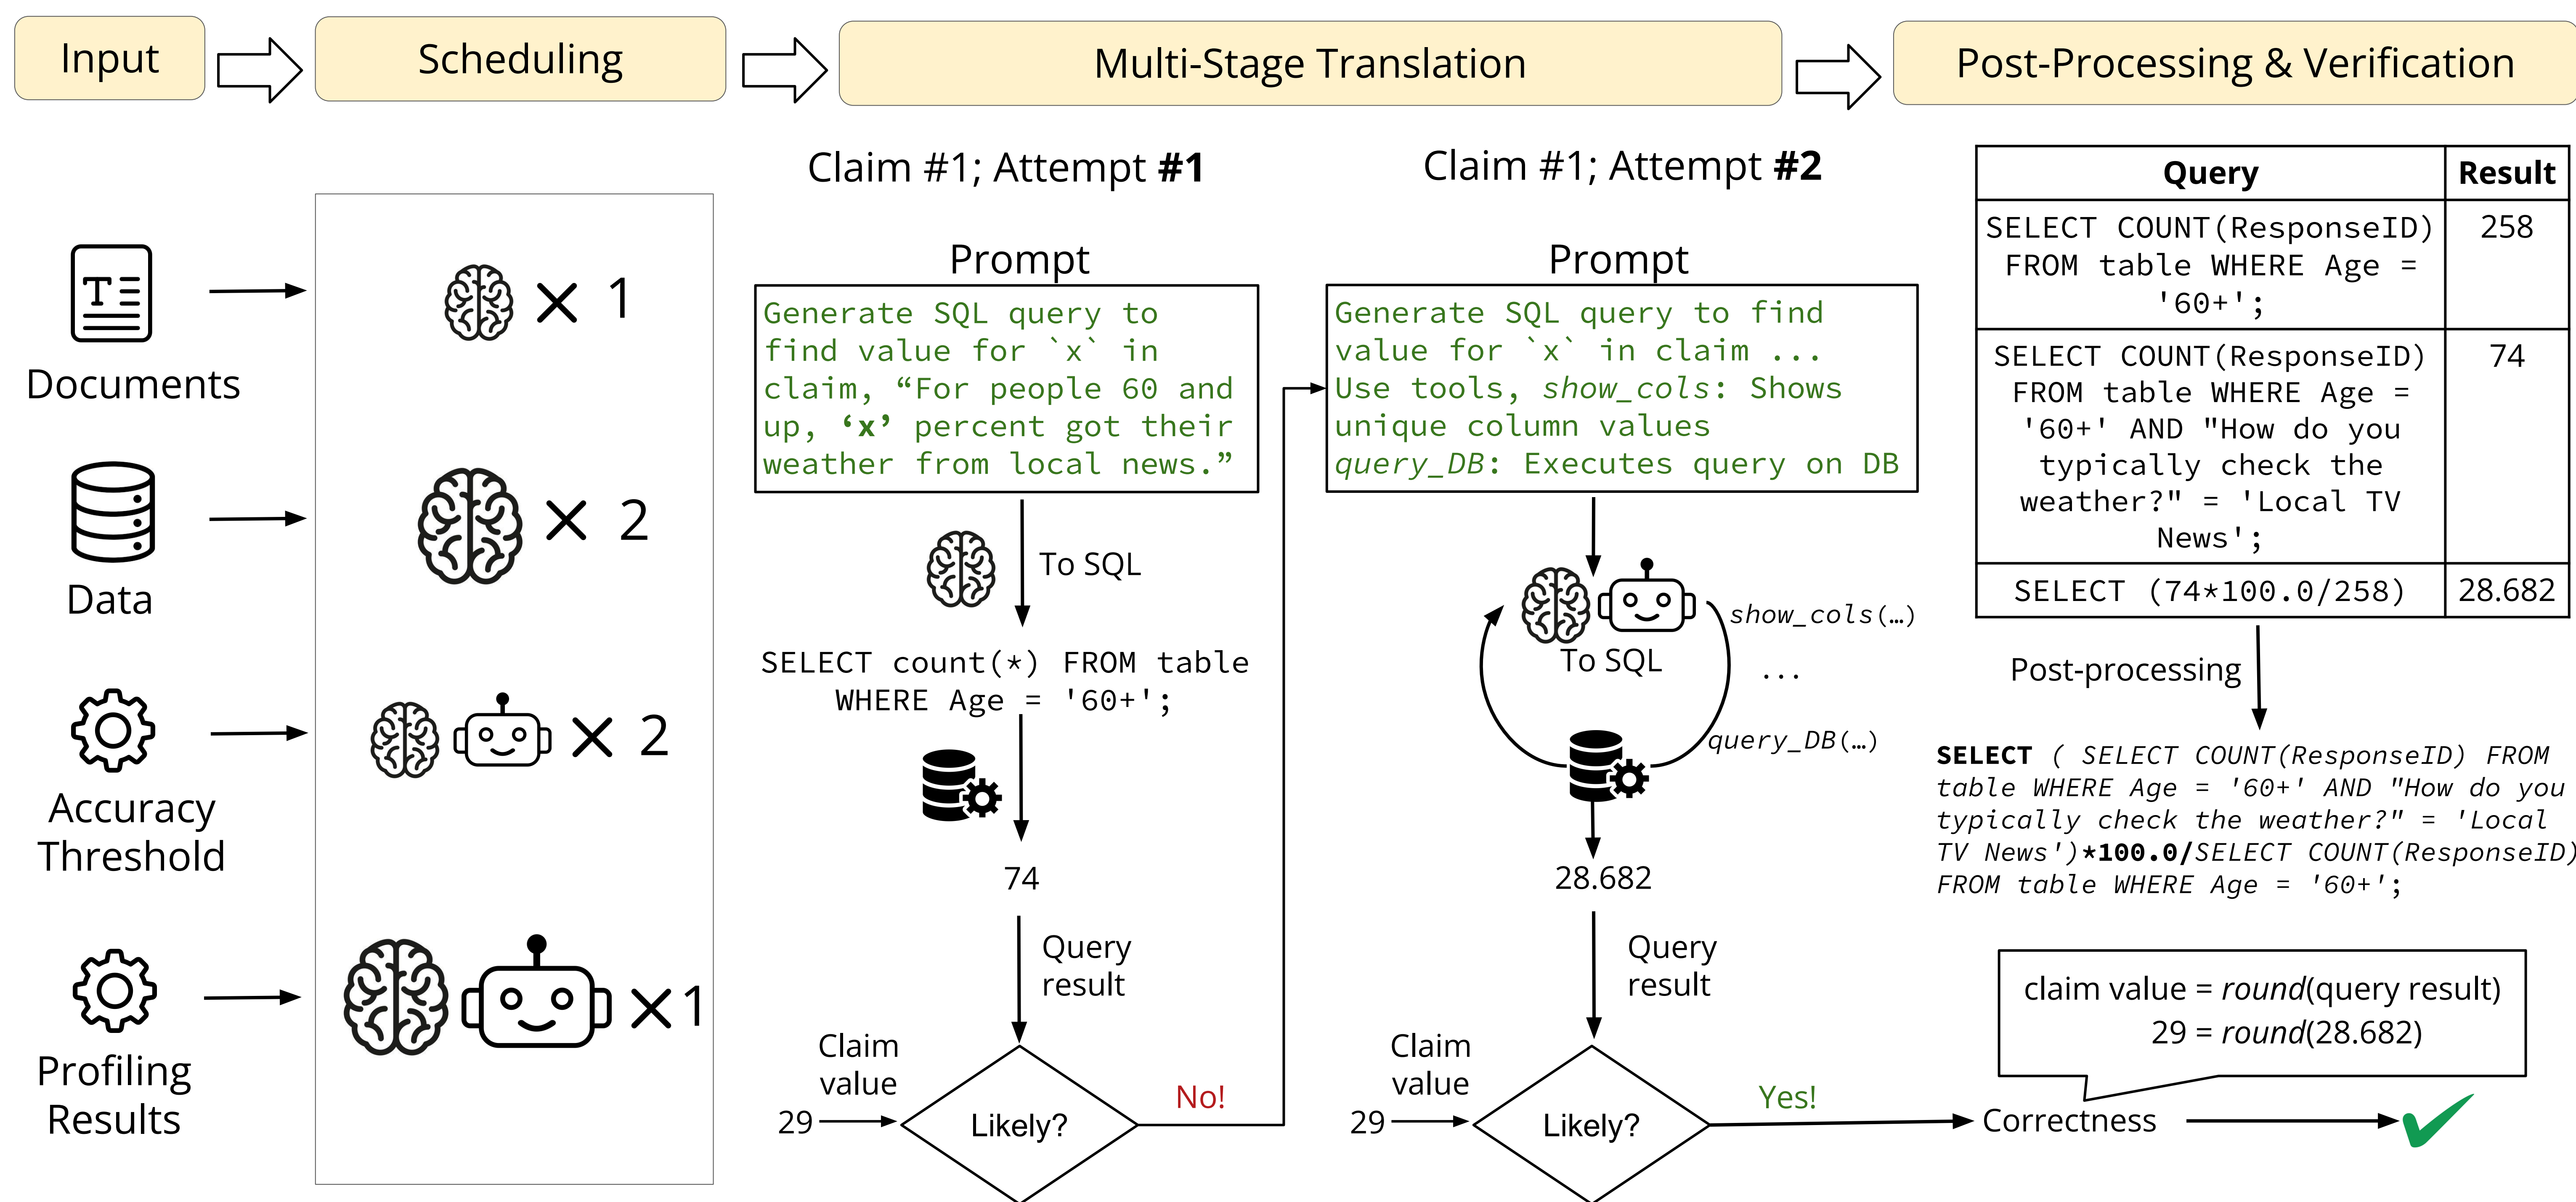 Input
Scheduling
Multi-Stage Translation
Post-Processing & Verification
Documents
Data
Accuracy
Threshold
Profiling
Results
× 1
× 2
× 2
×1
Claim #1; Attempt #1
Prompt
Generate SQL query to
find value for `x` in
claim, “For people 60 and
up, ‘x’ percent got their
weather from local news.”
To SQL
SELECT count(*) FROM table
WHERE Age = '60+';
74
Query
result
Claim
value
29
Likely?
No!
Claim #1; Attempt #2
Prompt
Generate SQL query to find
value for `x` in claim ...
Use tools, show_cols: Shows
unique column values
query_DB: Executes query on DB
To SQL
show_cols(…)
...
query_DB(…)
28.682
Query
result
Claim
value
29
Likely?
Yes!
Query Result
SELECT COUNT(ResponseID) 258
FROM table WHERE Age =
'60+';
SELECT COUNT(ResponseID) 74
FROM table WHERE Age =
'60+' AND "How do you
typically check the
weather?" = 'Local TV
News';
SELECT (74*100.0/258) 28.682
Post-processing
SELECT ( SELECT COUNT(ResponseID) FROM
table WHERE Age = '60+' AND "How do you
typically check the weather?" = 'Local
TV News')*100.0/SELECT COUNT(ResponseID)
FROM table WHERE Age = '60+';
claim value = round(query result)
29 = round(28.682)
Correctness